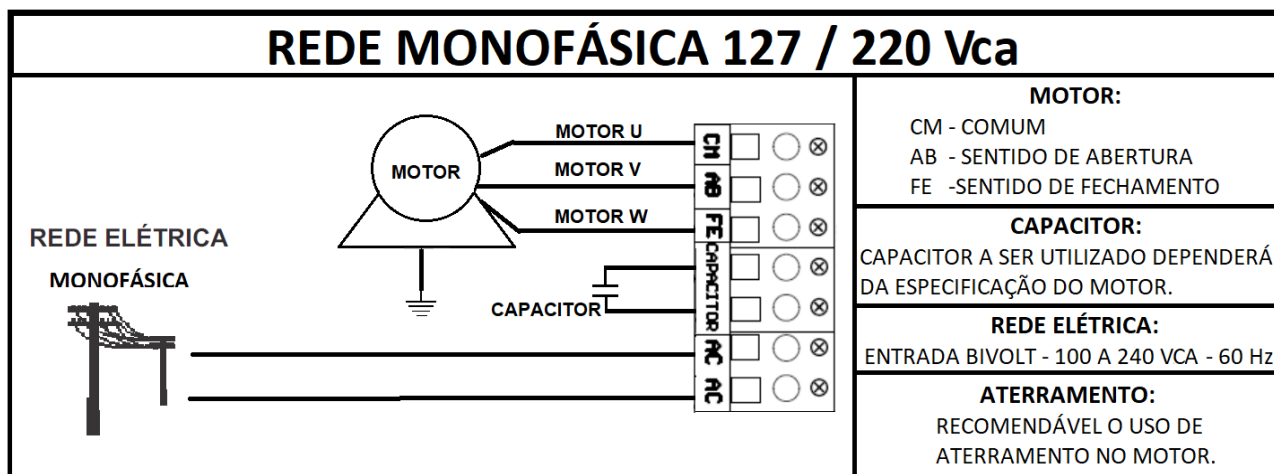 REDE MONOFÁSICA 127 / 220 Vca
REDE ELÉTRICA
MONOFÁSICA
MOTOR
MOTOR U
MOTOR V
MOTOR W
CAPACITOR
CM
AB
FE
CAPACITOR
AC
AC
MOTOR:
CM - COMUM
AB - SENTIDO DE ABERTURA
FE -SENTIDO DE FECHAMENTO
CAPACITOR:
CAPACITOR A SER UTILIZADO DEPENDERÁ
DA ESPECIFICAÇÃO DO MOTOR.
REDE ELÉTRICA:
ENTRADA BIVOLT - 100 A 240 VCA - 60 Hz
ATERRAMENTO:
RECOMENDÁVEL O USO DE
ATERRAMENTO NO MOTOR.